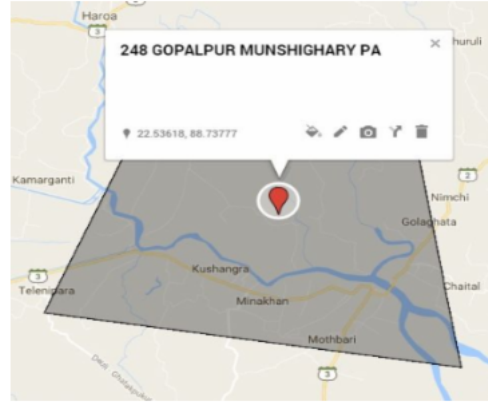 Haroa
3
248 GOPALPUR MUNSHIGHARY PA
huruli
22.53618, 88.73777
Kamarganti
2
Nimchi
Golaghata
3
Kushangra
Telenipara
Chaital
Minakhan
Mothbari
3